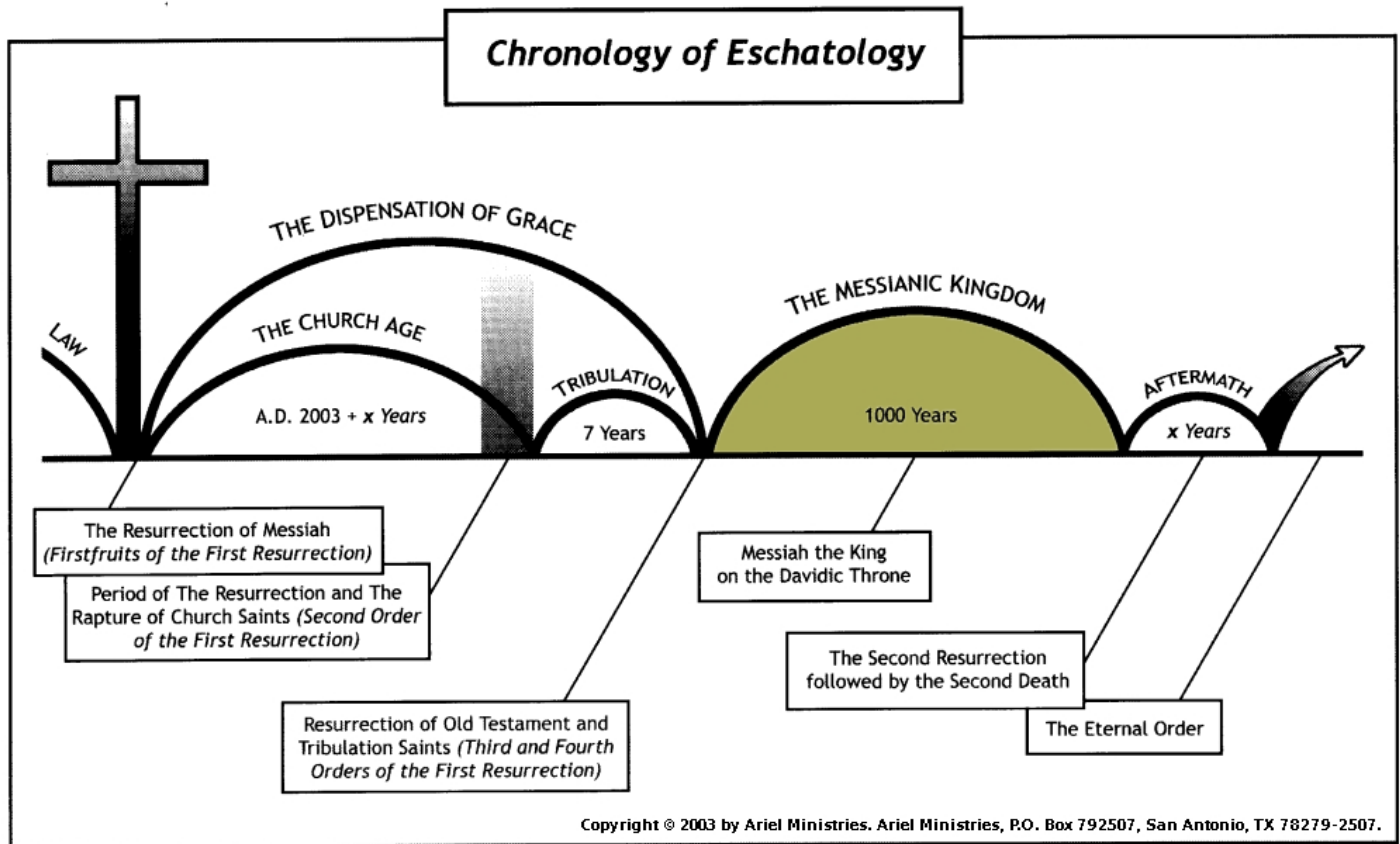 Chronology of Eschatology
THE DISPENSATION OF GRACE
THE MESSIANIC KINGDOM
THE CHURCH AGE
LAW
TRIBULATION
AFTERMATH
A.D. 2003 + x Years
7 Years
1000 Years
x Years
The Resurrection of Messiah
(Firstfruits of the First Resurrection)
Period of The Resurrection and The
Rapture of Church Saints (Second Order
of the First Resurrection)
Messiah the King
on the Davidic Throne
The Second Resurrection
followed by the Second Death
Resurrection of Old Testament and
Tribulation Saints (Third and Fourth
Orders of the First Resurrection)
The Eternal Order
Copyright © 2003 by Ariel Ministries. Ariel Ministries, P.O. Box 792507, San Antonio, TX 78279-2507.